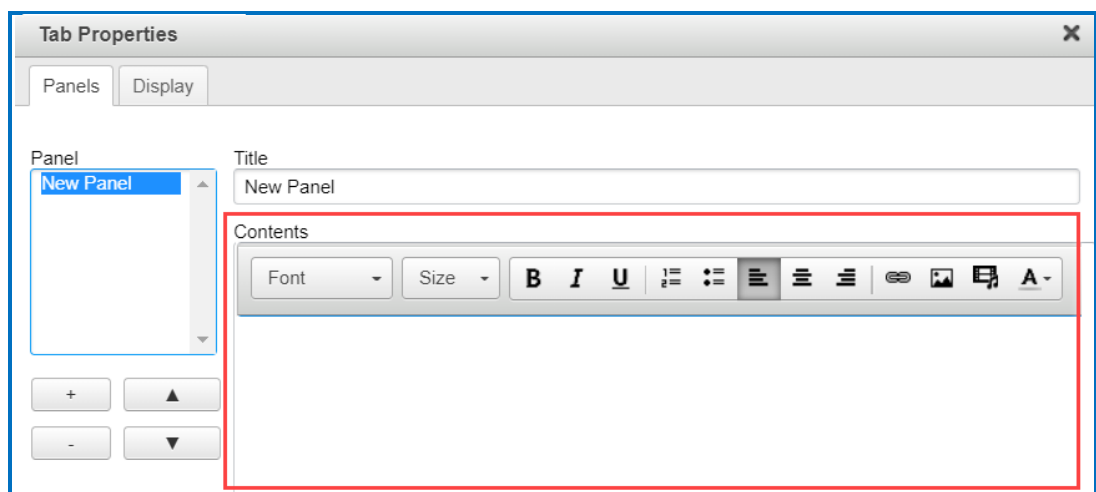 Tab Properties
Panels Display
Panel Title
New Panel New Panel
Contents
Font Size B I U A
+ ▲
- ▼